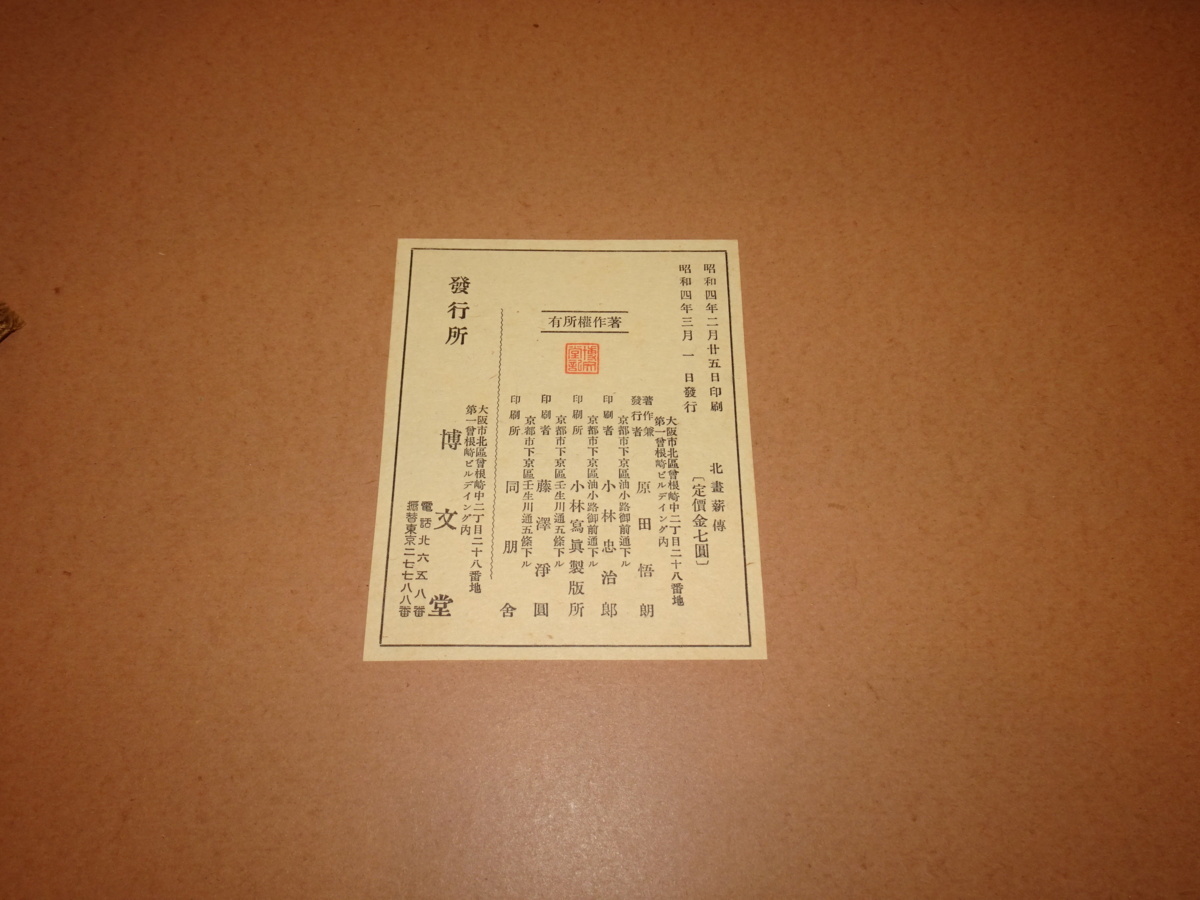 昭和四年二月廿五日印刷
昭和四年三月一日發行
北畫薪傳
〔定價金七圓〕
著作權所有
大阪市北區曾根崎中二丁目二十八番地
第一曾根崎ビルデイング内
著作兼
發行者 原田悟朗
京都市下京區油小路御前通下ル
印刷者 小林忠治郎
京都市下京區油小路御前通下ル
印刷所 小林寫眞製版所
京都市下京區壬生川通五條下ル
印刷者 藤澤淨圓
京都市下京區壬生川通五條下ル
印刷所 同朋舍
發行所
大阪市北區曾根崎中二丁目二十八番地
第一曾根崎ビルデイング内
博文堂
電話北六五八番
振替東京二七七八八番